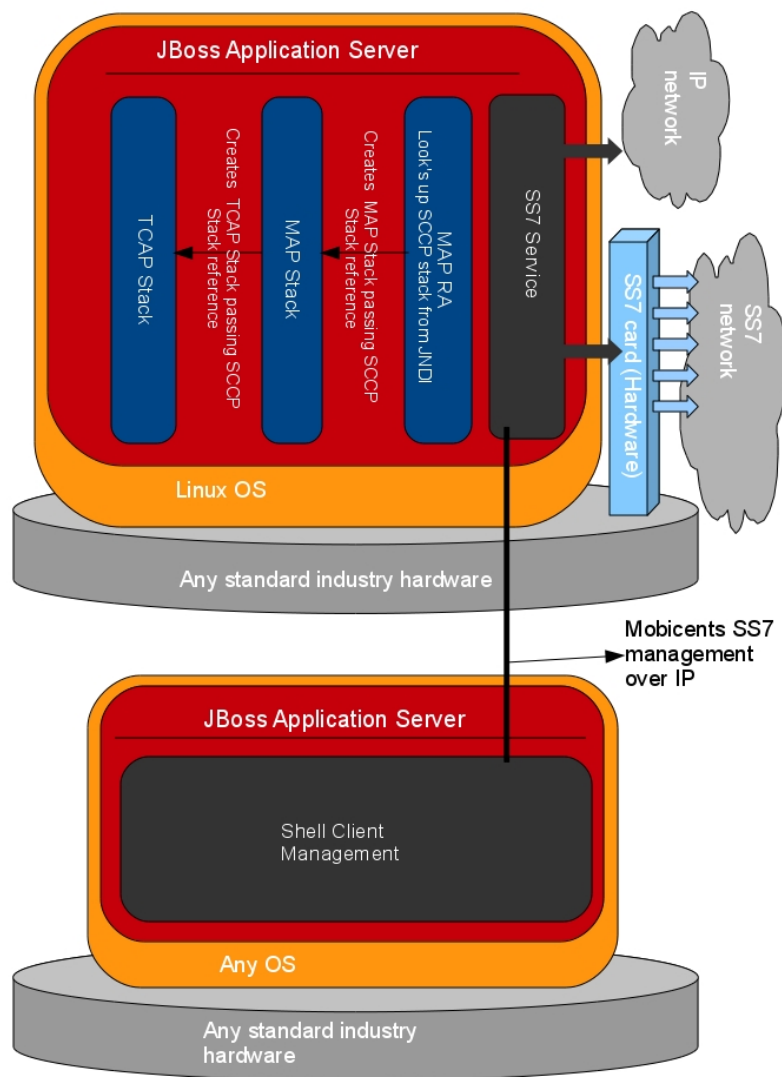 JBoss Application Server
IP
network
TCAP Stack
Creates TCAP Stack passing SCCP
Stack reference
MAP Stack
Creates MAP Stack passing SCCP
Stack reference
MAP RA
Look's up SCCP stack from JNDI
SS7 Service
SS7 card (Hardware)
SS7
network
Linux OS
Any standard industry hardware
Mobicents SS7
management
over IP
JBoss Application Server
Shell Client
Management
Any OS
Any standard industry
hardware